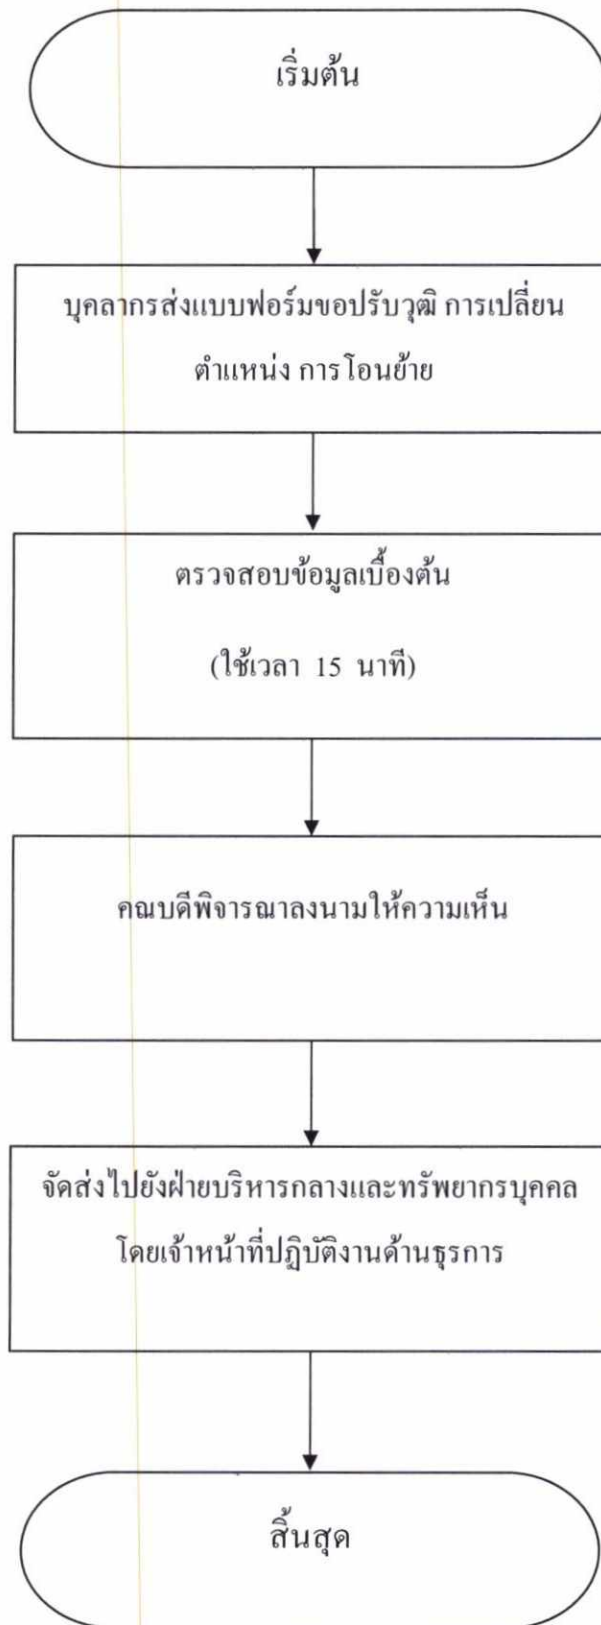 เริ่มต้น
บุคลากรส่งแบบฟอร์มขอปรับวุฒิ การเปลี่ยน
ตำแหน่ง การโอนย้าย
ตรวจสอบข้อมูลเบื้องต้น
(ใช้เวลา 15 นาที)
คณบดีพิจารณาลงนามให้ความเห็น
จัดส่งไปยังฝ่ายบริหารกลางและทรัพยากรบุคคล
โดยเจ้าหน้าที่ปฏิบัติงานด้านธุรการ
สิ้นสุด